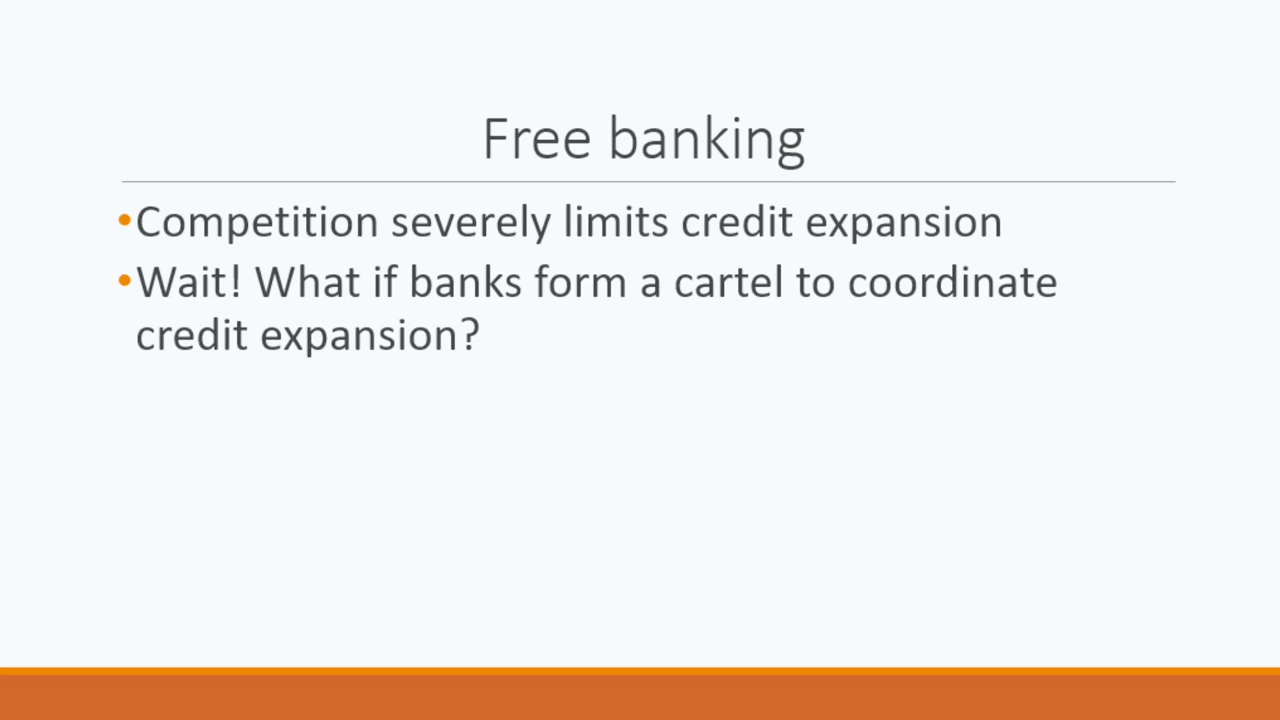 Free banking
•Competition severely limits credit expansion
•Wait! What if banks form a cartel to coordinate
credit expansion?